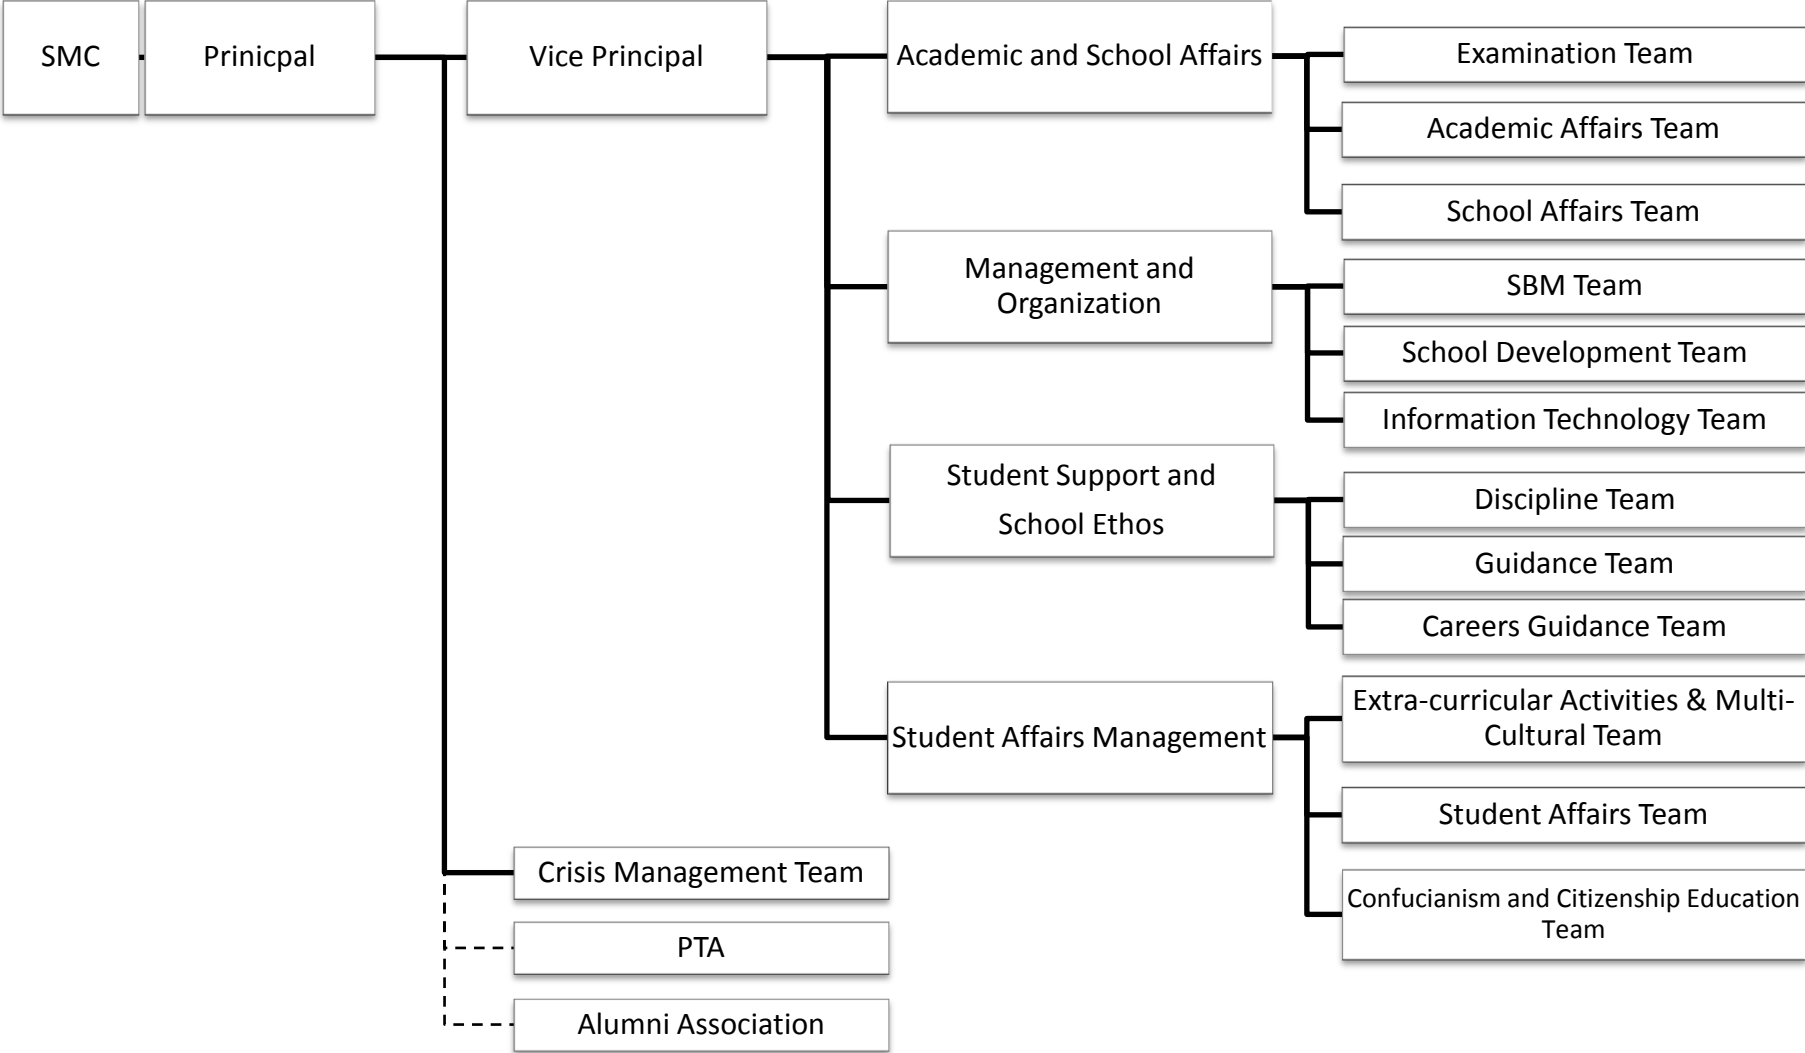 SMC
Prinicpal
Vice Principal
Academic and School Affairs
Examination Team
Academic Affairs Team
School Affairs Team
Management and
Organization
SBM Team
School Development Team
Information Technology Team
Student Support and
School Ethos
Discipline Team
Guidance Team
Careers Guidance Team
Student Affairs Management
Extra-curricular Activities & Multi-
Cultural Team
Student Affairs Team
Confucianism and Citizenship Education
Team
Crisis Management Team
PTA
Alumni Association